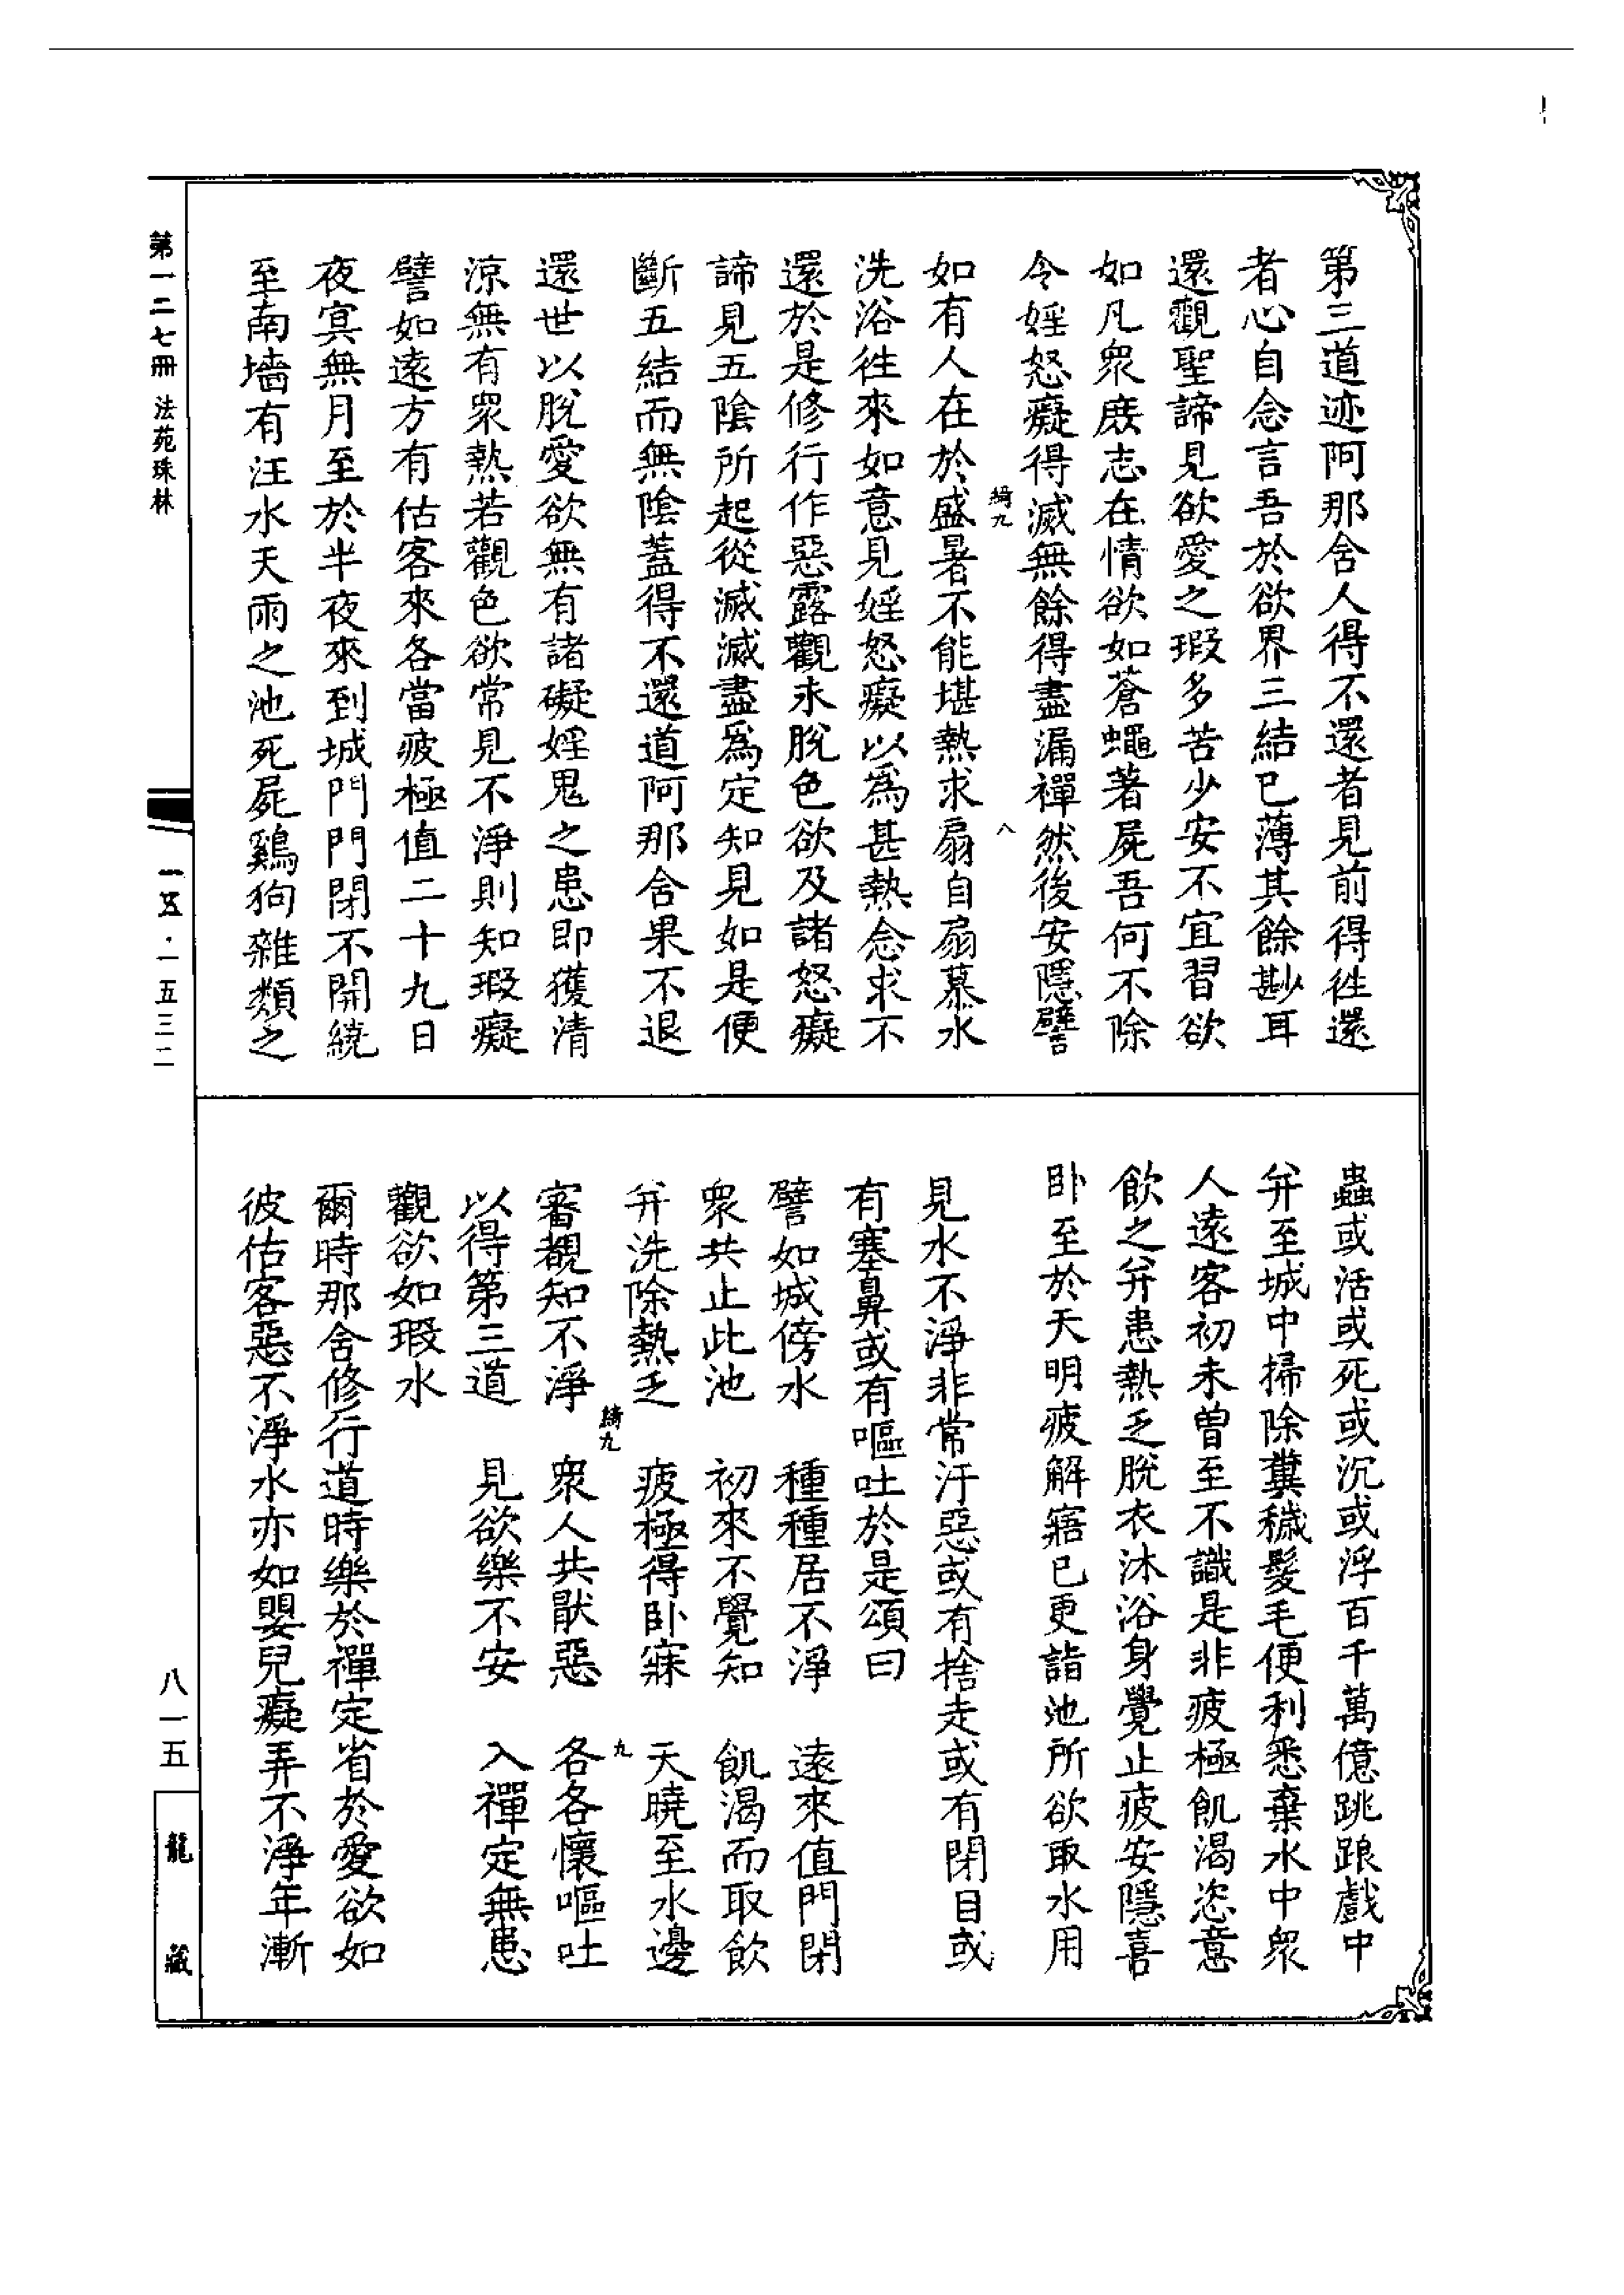 第三道迹阿那舍人得不還者見前得徃還
者心自念言吾於欲界三結已薄其餘尠耳
還觀聖諦見欲愛之瑕多苦少安不宜習欲
如凡衆庶志在情欲如蒼蠅著屍吾何不除
令婬怒癡得滅無餘得盡漏禪然後安隱譬
綺九
八
如有人在於盛暑不能堪熱求扇自扇慕水
洗浴徃來如意見婬怒癡以爲甚熱念求不
還於是修行作惡露觀求脫色欲及諸怒癡
諦見五陰所起從滅滅盡爲定知見如是便
斷五結而無陰蓋得不還道阿那舍果不退
還世以脫愛欲無有諸礙婬鬼之患即獲清
涼無有衆熱若觀色欲常見不淨則知瑕癡
譬如遠方有估客來各當疲極值二十九日
夜冥無月至於半夜來到城門門閉不開繞
至南墻有汪水天雨之池死屍鷄狗雜類之
蟲或活或死或沉或浮百千萬億跳踉戲中
并至城中掃除糞穢髮毛便利悉棄水中衆
人遠客初未曾至不識是非疲極飢渴恣意
飲之并患熱乏脫衣沐浴身覺止疲安隱喜
卧至於天明疲解寤已更詣池所欲取水用
見水不淨非常汙惡或有捨走或有閉目或
有塞鼻或有嘔吐於是頌曰
譬如城傍水　種種居不淨　遠來值門閉
衆共止此池　初來不覺知　飢渴而取飲
并洗除熱乏　疲極得卧寐　天曉至水邊
綺九
九
審覩知不淨　衆人共猒惡　各各懷嘔吐
以得第三道　見欲樂不安　入禪定無患
觀欲如瑕水
爾時那舍修行道時樂於禪定省於愛欲如
彼估客惡不淨水亦如嬰兒癡弄不淨年漸
第一二七冊　法苑珠林
一五・一五三二
八一五
龍藏